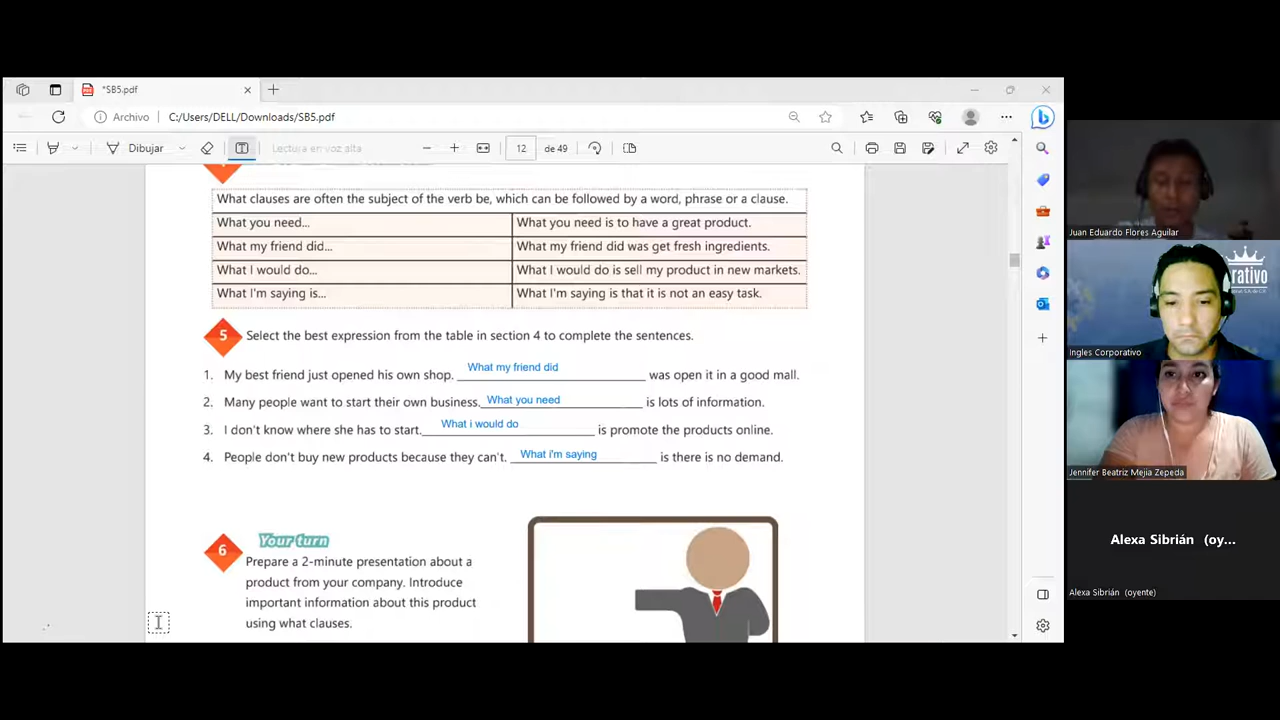 *SB5.pdf
Archivo C:/Users/DELL/Downloads/SB5.pdf
Dibujar Lectura en voz alta 12 de 49
What clauses are often the subject of the verb be, which can be followed by a word, phrase or a clause.
What you need... What you need is to have a great product.
What my friend did... What my friend did was get fresh ingredients.
What I would do... What I would do is sell my product in new markets.
What I'm saying is... What I'm saying is that it is not an easy task.
5 Select the best expression from the table in section 4 to complete the sentences.
1. My best friend just opened his own shop. What my friend did was open it in a good mall.
2. Many people want to start their own business. What you need is lots of information.
3. I don't know where she has to start. What i would do is promote the products online.
4. People don't buy new products because they can't. What i'm saying is there is no demand.
6 Your turn
Prepare a 2-minute presentation about a
product from your company. Introduce
important information about this product
using what clauses.
Juan Eduardo Flores Aguilar
rativo
Ingles Corporativo
Jennifer Beatriz Mejia Zepeda
Alexa Sibrián (oy...
Alexa Sibrián (oyente)